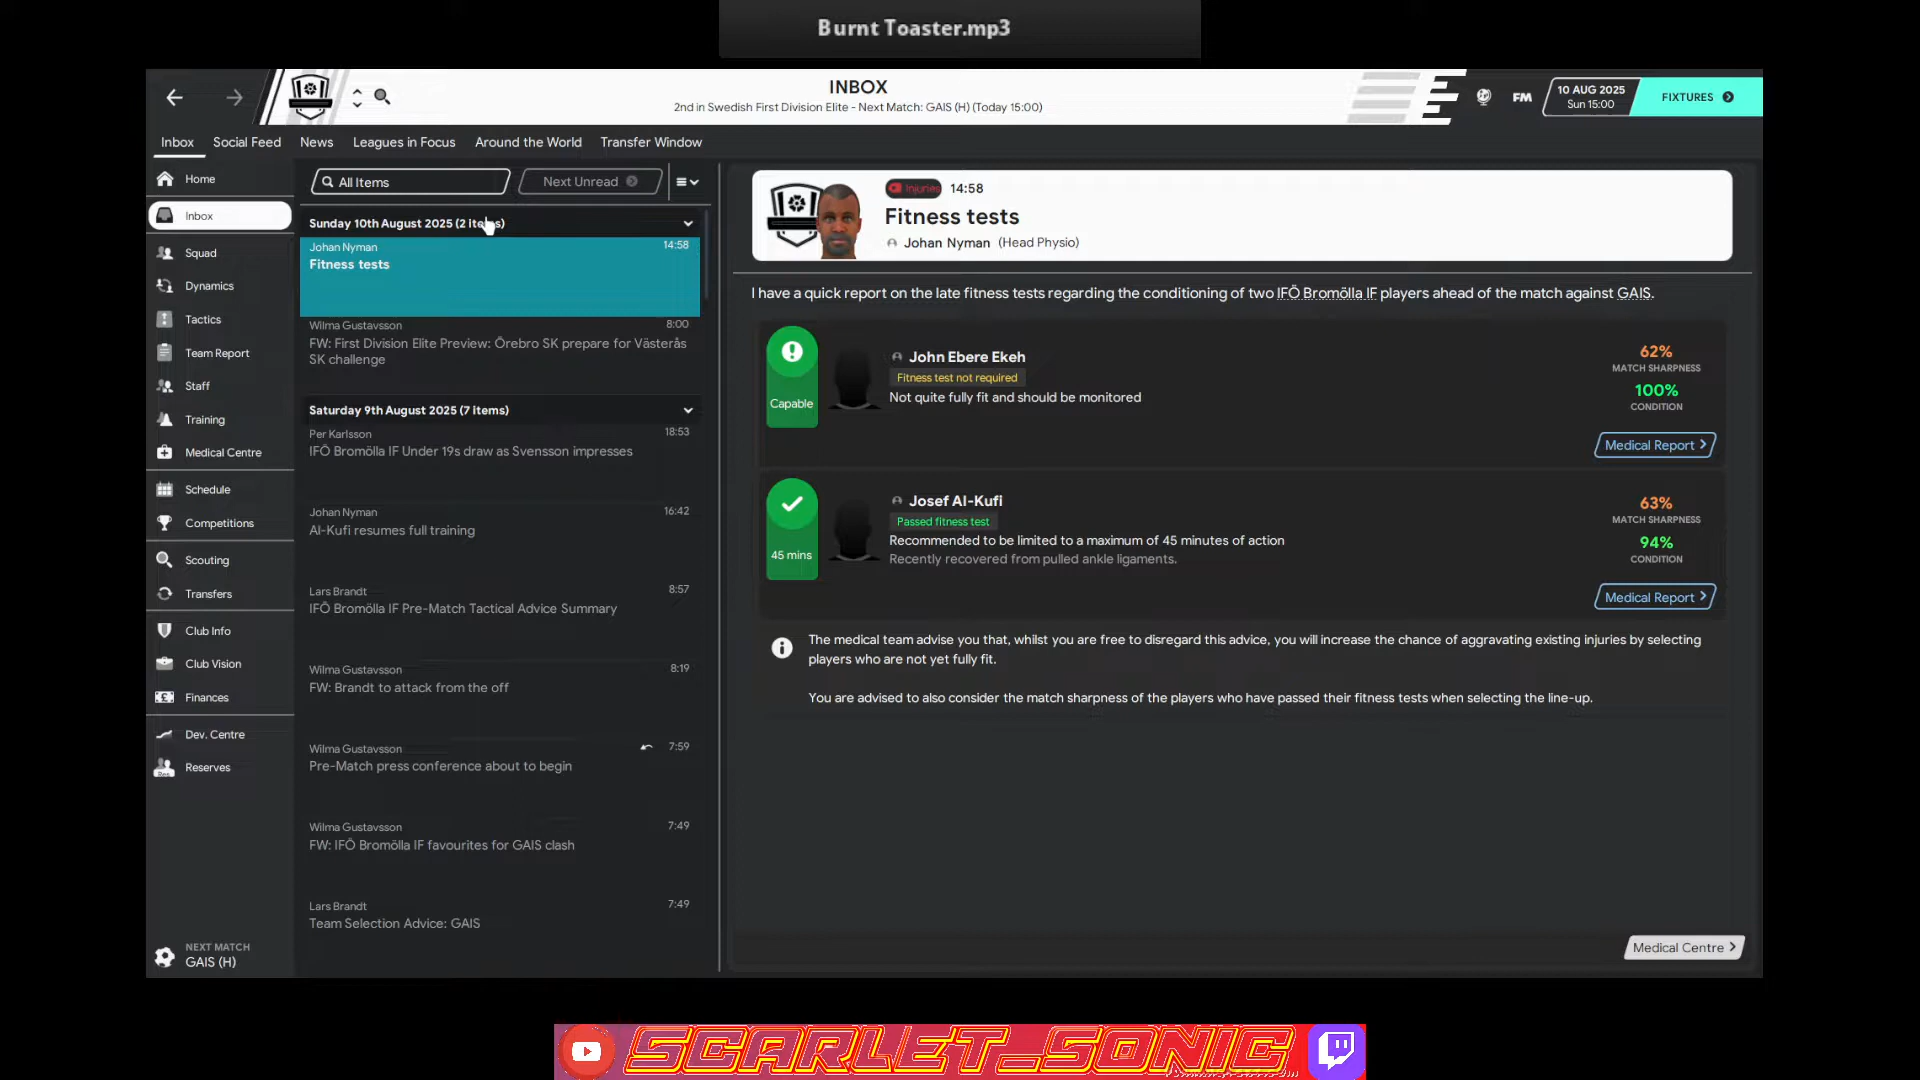 Burnt Toaster.mp3
INBOX
2nd in Swedish First Division Elite - Next Match: GAIS (H) (Today 15:00)
FM
10 AUG 2025
Sun 15:00
FIXTURES
Inbox
Social Feed
News
Leagues in Focus
Around the World
Transfer Window
Home
Inbox
Squad
Dynamics
Tactics
Team Report
Staff
Training
Medical Centre
Schedule
Competitions
Scouting
Transfers
Club Info
Club Vision
Finances
Dev. Centre
Reserves
NEXT MATCH
GAIS (H)
All Items
Next Unread
Sunday 10th August 2025 (2 items)
Johan Nyman 14:58
Fitness tests
Wilma Gustavsson 8:00
FW: First Division Elite Preview: Örebro SK prepare for Västerås
SK challenge
Saturday 9th August 2025 (7 items)
Per Karlsson 18:53
IFÖ Bromölla IF Under 19s draw as Svensson impresses
Johan Nyman 16:42
Al-Kufi resumes full training
Lars Brandt 8:57
IFÖ Bromölla IF Pre-Match Tactical Advice Summary
Wilma Gustavsson 8:19
FW: Brandt to attack from the off
Wilma Gustavsson 7:59
Pre-Match press conference about to begin
Wilma Gustavsson 7:49
FW: IFÖ Bromölla IF favourites for GAIS clash
Lars Brandt 7:49
Team Selection Advice: GAIS
Injuries 14:58
Fitness tests
Johan Nyman (Head Physio)
I have a quick report on the late fitness tests regarding the conditioning of two IFÖ Bromölla IF players ahead of the match against GAIS.
Capable
John Ebere Ekeh
Fitness test not required
Not quite fully fit and should be monitored
62%
MATCH SHARPNESS
100%
CONDITION
Medical Report
45 mins
Josef Al-Kufi
Passed fitness test
Recommended to be limited to a maximum of 45 minutes of action
Recently recovered from pulled ankle ligaments.
63%
MATCH SHARPNESS
94%
CONDITION
Medical Report
The medical team advise you that, whilst you are free to disregard this advice, you will increase the chance of aggravating existing injuries by selecting
players who are not yet fully fit.
You are advised to also consider the match sharpness of the players who have passed their fitness tests when selecting the line-up.
Medical Centre
SCARLET_SONIC